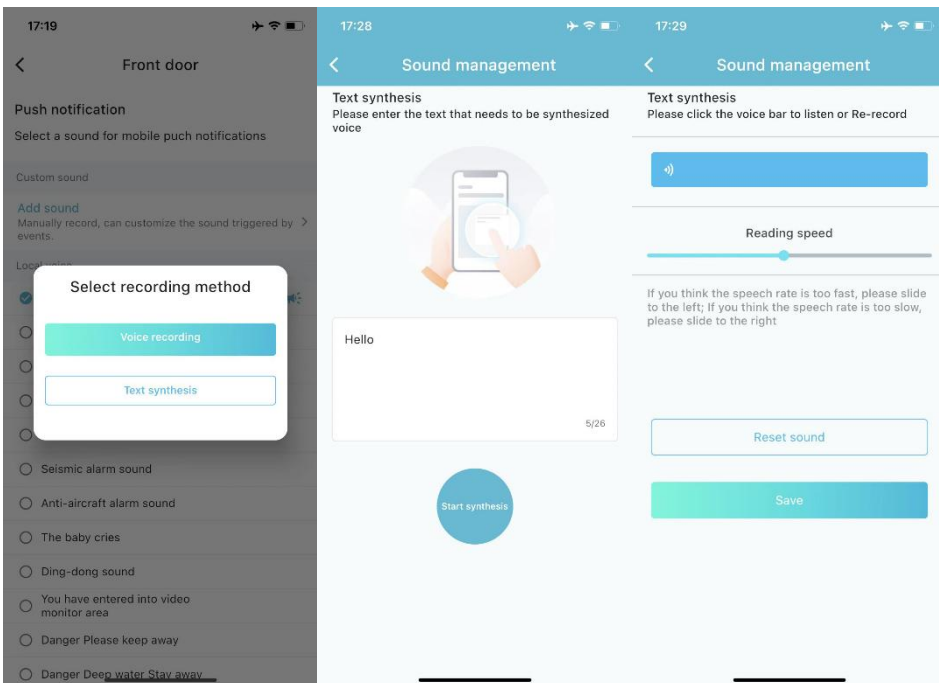 17:19
Front door
Push notification
Select a sound for mobile puch notifications
Custom sound
Add sound
Manually record, can customize the sound triggered by
events.
Local voice
Select recording method
Voice recording
Text synthesis
Seismic alarm sound
Anti-aircraft alarm sound
The baby cries
Ding-dong sound
You have entered into video
monitor area
Danger Please keep away
Danger Deep water Stay away
17:28
Sound management
Text synthesis
Please enter the text that needs to be synthesized
voice
Hello
5/26
Start synthesis
17:29
Sound management
Text synthesis
Please click the voice bar to listen or Re-record
Reading speed
If you think the speech rate is too fast, please slide
to the left; If you think the speech rate is too slow,
please slide to the right
Reset sound
Save